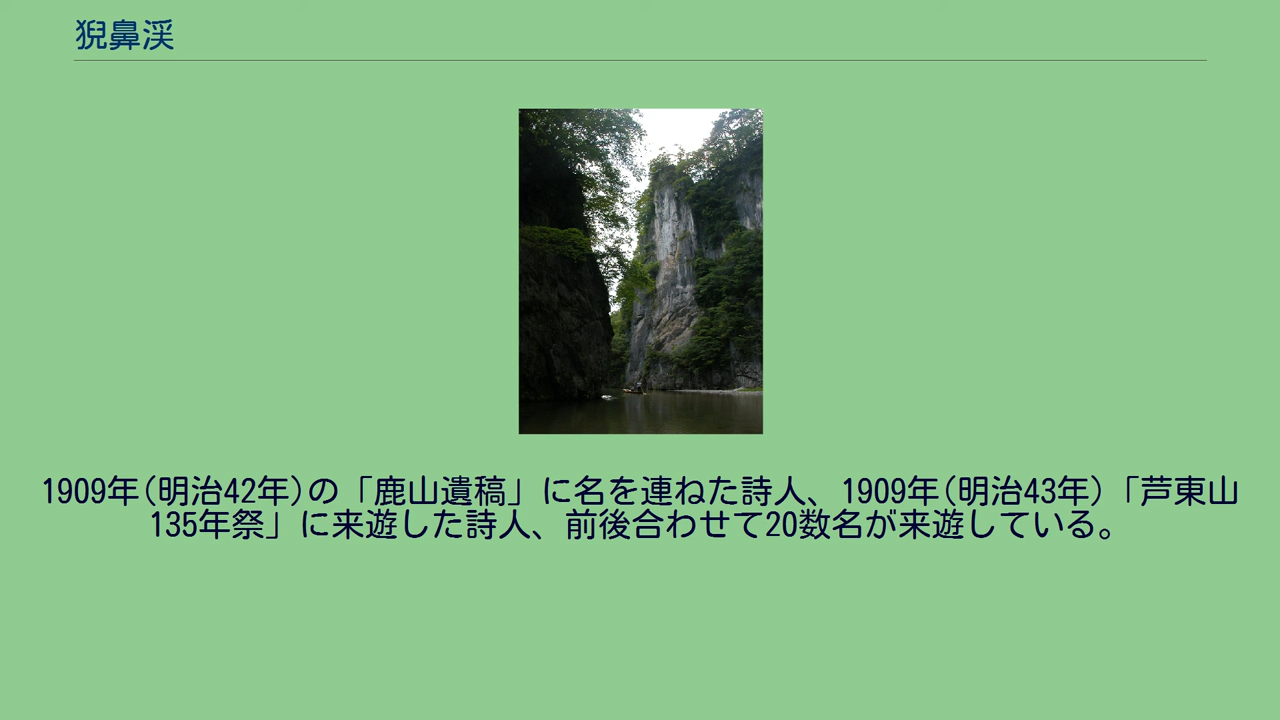 猊鼻渓
1909年(明治42年)の「鹿山遺稿」に名を連ねた詩人、1909年(明治43年)「芦東山
135年祭」に来遊した詩人、前後合わせて20数名が来遊している。